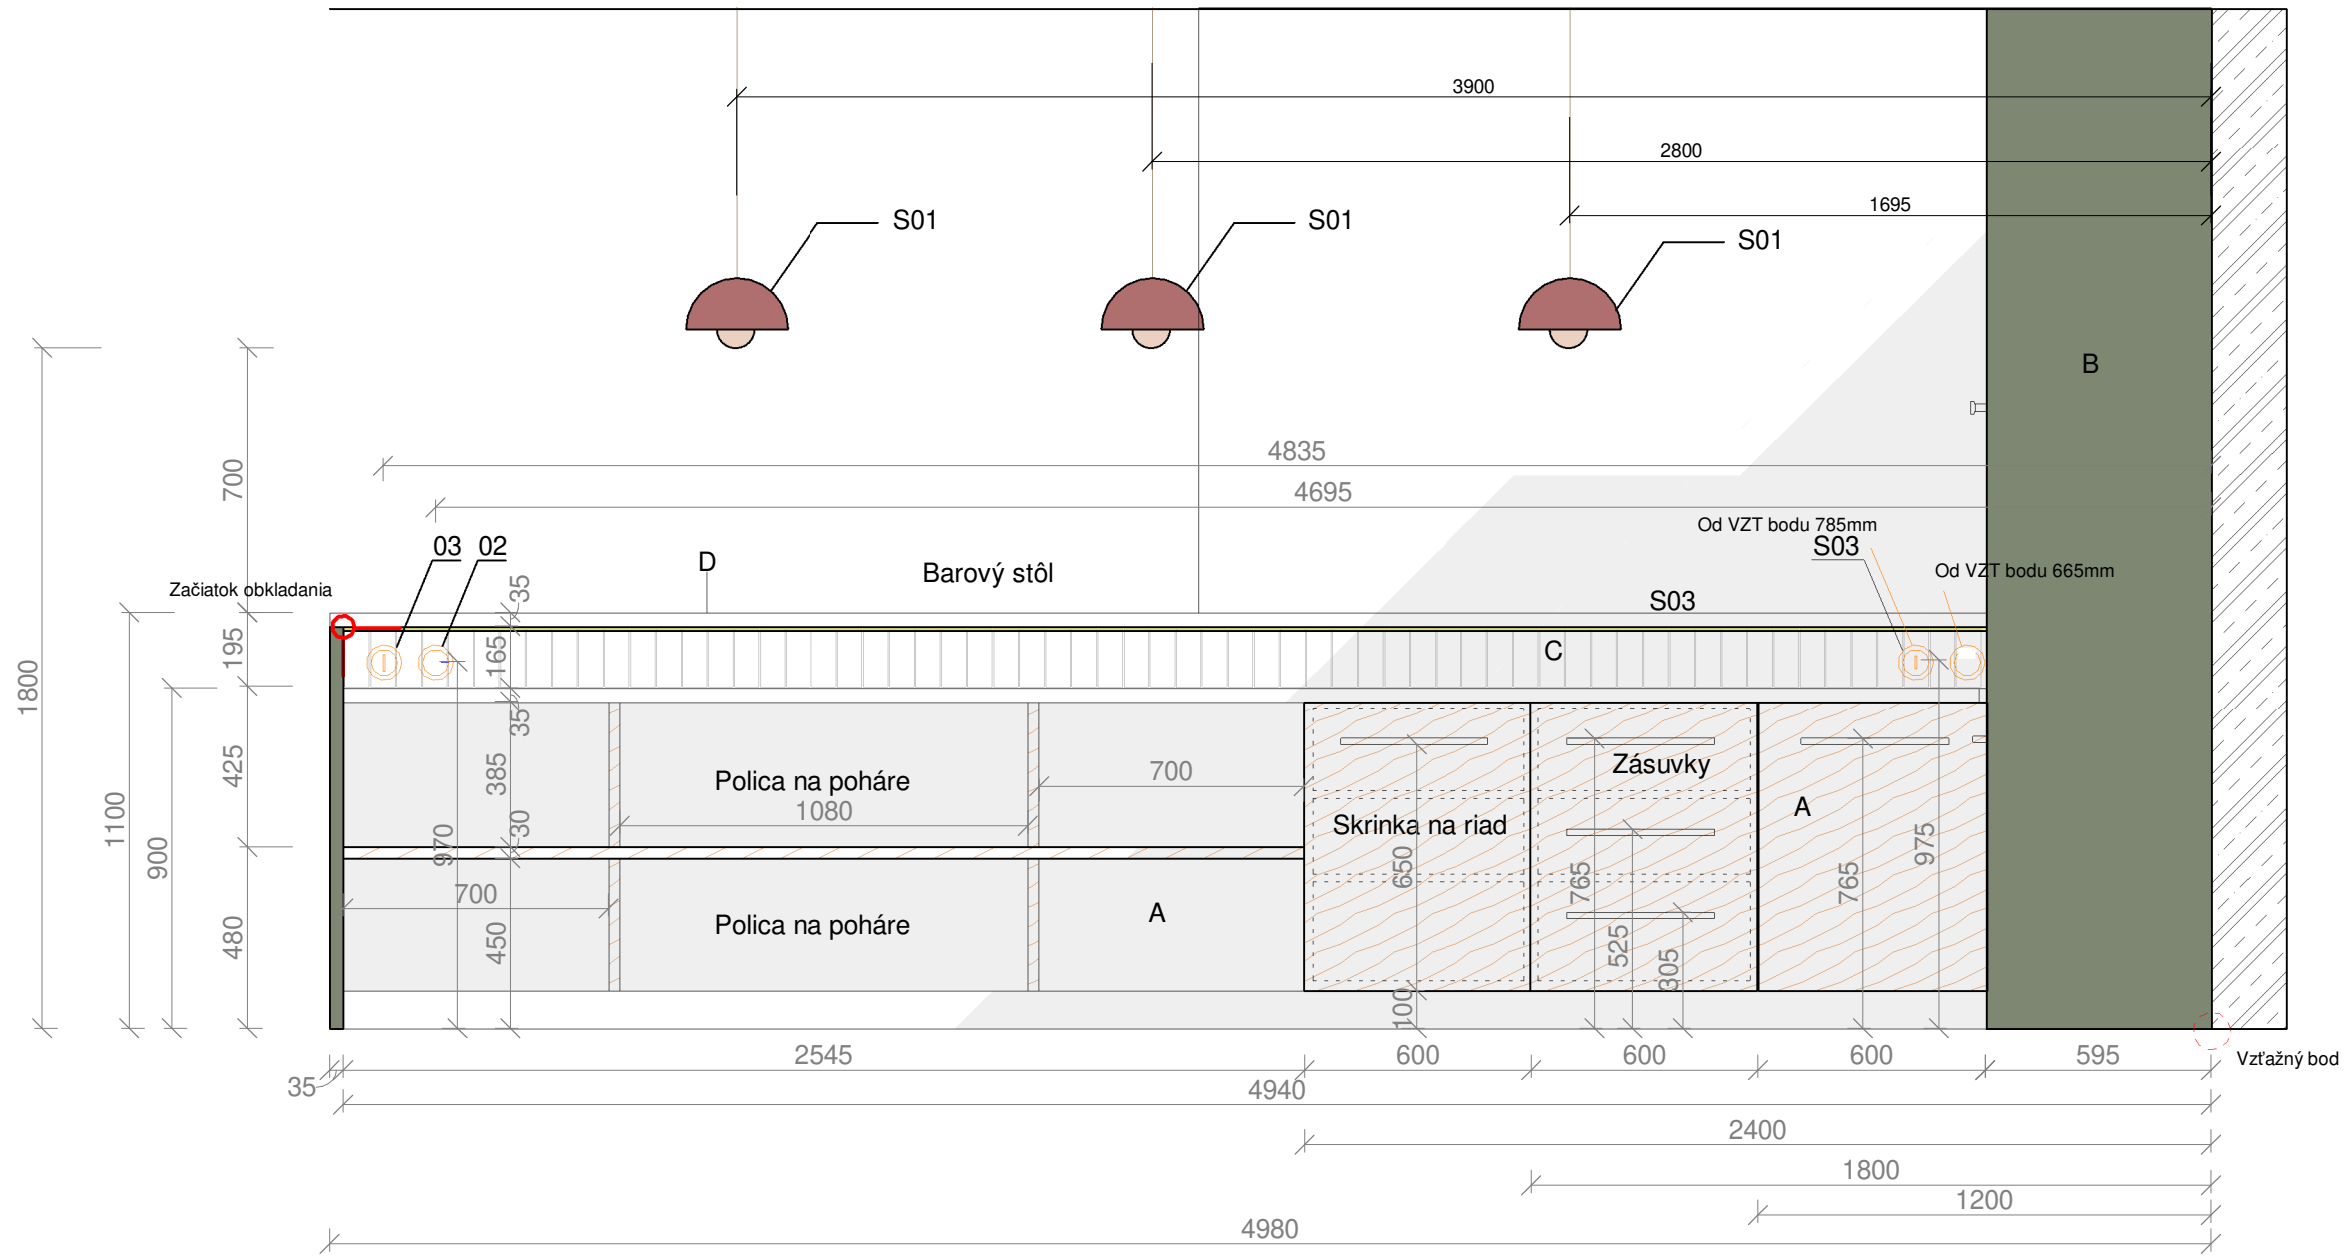 3900
2800
1695
S01
S01
S01
B
4835
4695
Od VZT bodu 785mm
S03
Od VZT bodu 665mm
03
02
D
Barový stôl
Začiatok obkladania
S03
C
1800
1100
900
700
195
425
480
35
165
35
385
30
450
970
Polica na poháre
1080
700
Polica na poháre
700
A
Skrinka na riad
650
100
Zásuvky
765
525
305
A
765
975
35
2545
600
600
600
595
Vzťažný bod
4940
2400
1800
1200
4980